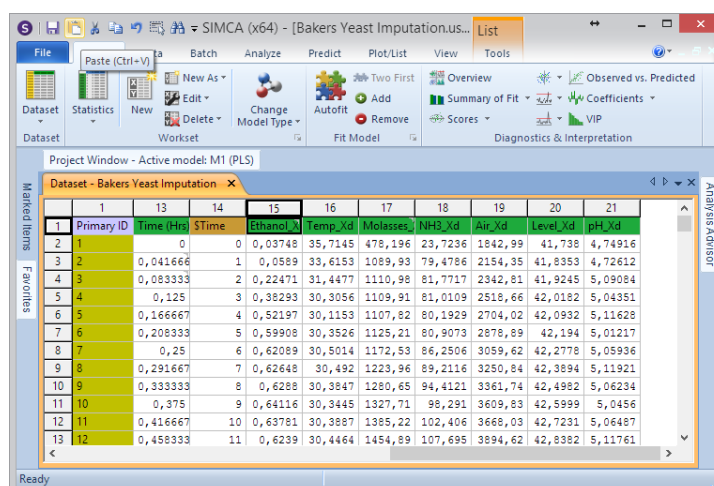 S SIMCA (x64) - [Bakers Yeast Imputation.us... List
File ta Batch Analyze Predict Plot/List View Tools
Paste (Ctrl+V)
New As Two First Overview Observed vs. Predicted
Edit Add Summary of Fit Coefficients
Dataset Statistics New Delete Change Model Type Autofit Remove Scores VIP
Dataset Workset Fit Model Diagnostics & Interpretation
Project Window - Active model: M1 (PLS)
Dataset - Bakers Yeast Imputation
Marked Items
Favorites
Analysis Advisor
1 13 14 15 16 17 18 19 20 21
1 Primary ID Time (Hrs) $Time Ethanol_X Temp_Xd Molasses_ NH3_Xd Air_Xd Level_Xd pH_Xd
2 1 0 0 0,03748 35,7145 478,196 23,7236 1842,99 41,738 4,74916
3 2 0,041666 1 0,0589 33,6153 1089,93 79,4786 2154,35 41,8353 4,72612
4 3 0,083333 2 0,22471 31,4477 1110,98 81,7717 2342,81 41,9245 5,09084
5 4 0,125 3 0,38293 30,3056 1109,91 81,0109 2518,66 42,0182 5,04351
6 5 0,166667 4 0,52197 30,1153 1107,82 80,1929 2704,02 42,0932 5,11628
7 6 0,208333 5 0,59908 30,3526 1125,21 80,9073 2878,89 42,194 5,01217
8 7 0,25 6 0,62089 30,5014 1172,53 86,2506 3059,62 42,2778 5,05936
9 8 0,291667 7 0,62648 30,492 1223,96 89,2116 3250,84 42,3894 5,11921
10 9 0,333333 8 0,6288 30,3847 1280,65 94,4121 3361,74 42,4982 5,06234
11 10 0,375 9 0,64116 30,3445 1327,71 98,291 3609,83 42,5999 5,0456
12 11 0,416667 10 0,63781 30,3887 1385,22 102,406 3668,03 42,7231 5,06487
13 12 0,458333 11 0,6239 30,4464 1454,89 107,695 3894,62 42,8382 5,11761
Ready